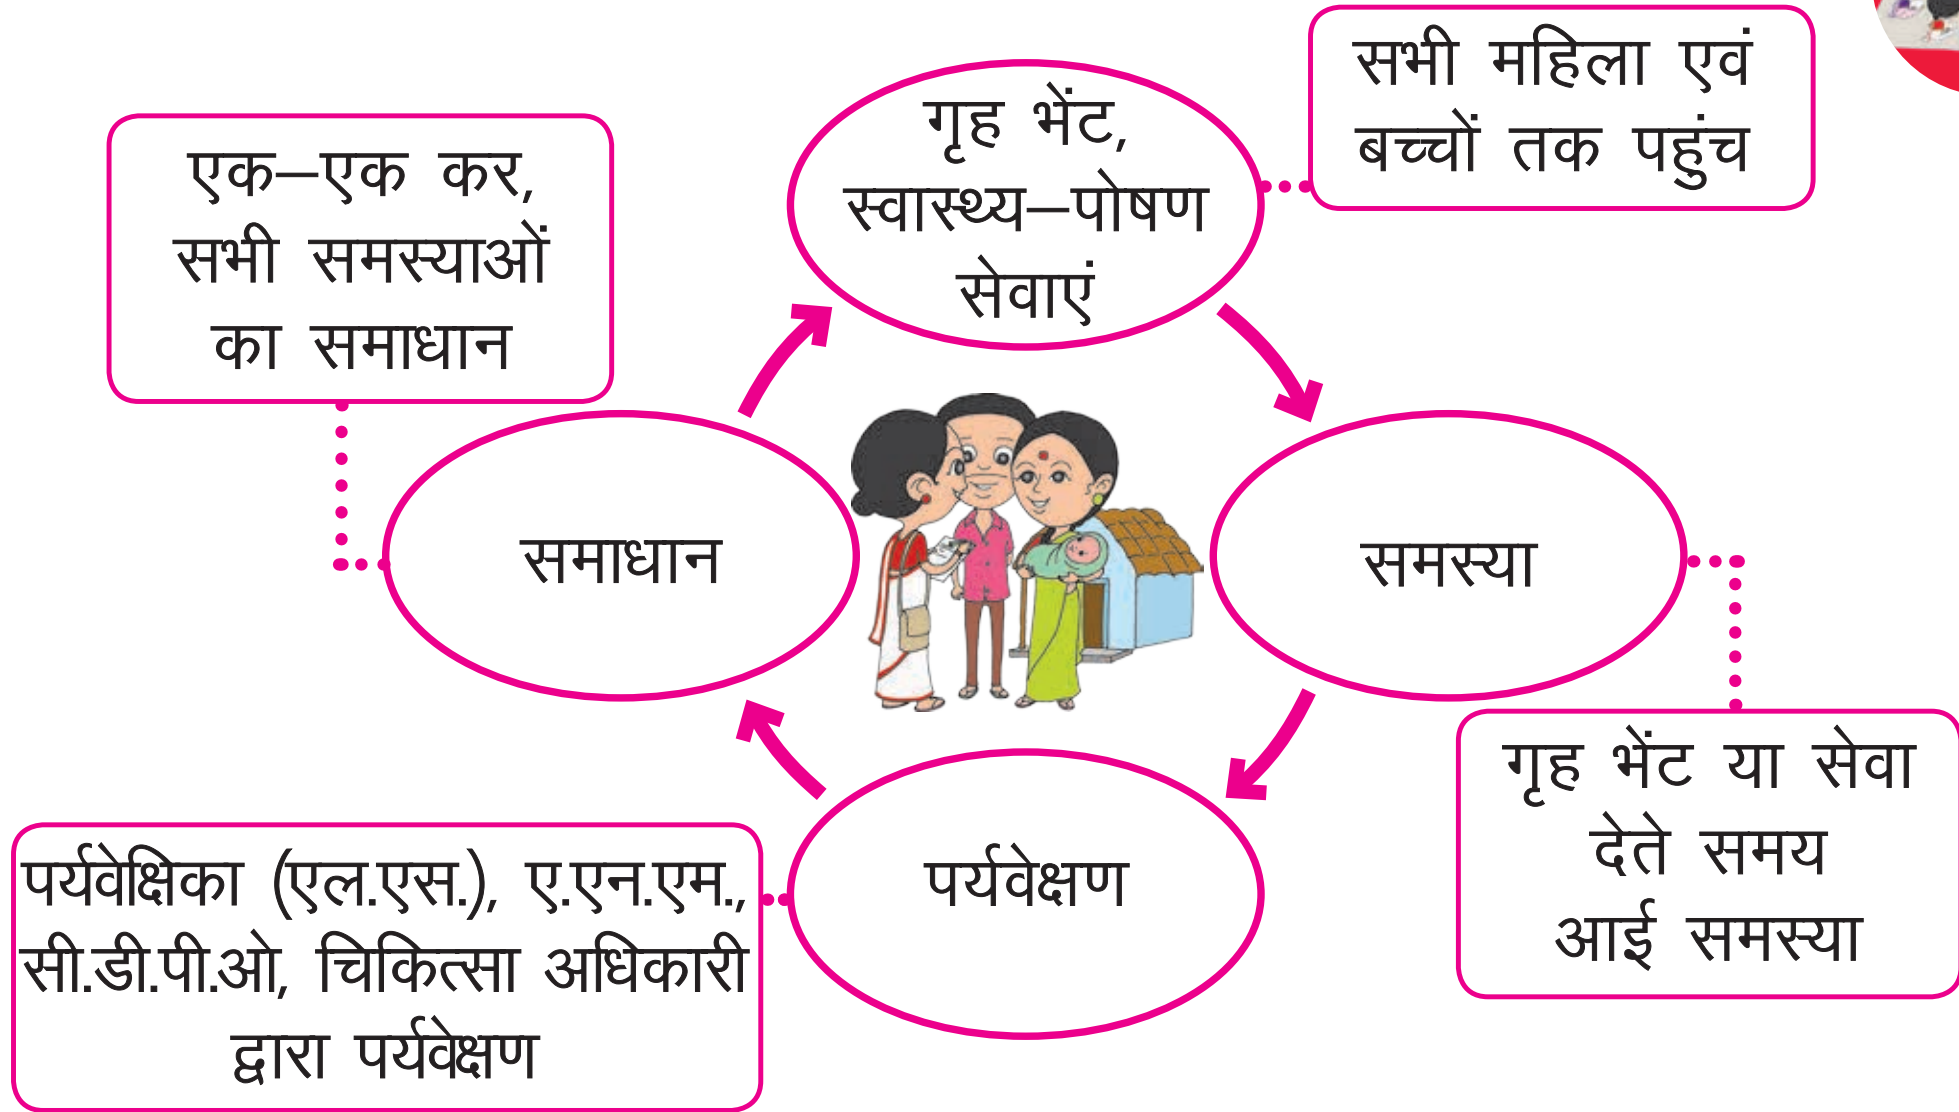 सभी महिला एवं
बच्चों तक पहुंच
गृह भेंट,
स्वास्थ्य–पोषण
सेवाएं
एक–एक कर,
सभी समस्याओं
का समाधान
समाधान
समस्या
गृह भेंट या सेवा
देते समय
आई समस्या
पर्यवेक्षण
पर्यवेक्षिका (एल.एस.), ए.एन.एम.,
सी.डी.पी.ओ, चिकित्सा अधिकारी
द्वारा पर्यवेक्षण